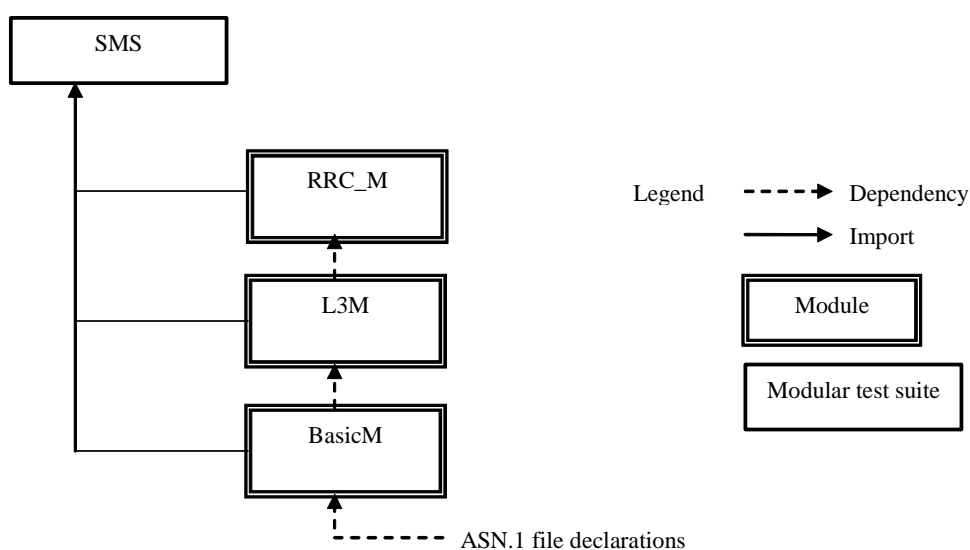 SMS
RRC_M
L3M
BasicM
ASN.1 file declarations
Legend
Dependency
Import
Module
Modular test suite